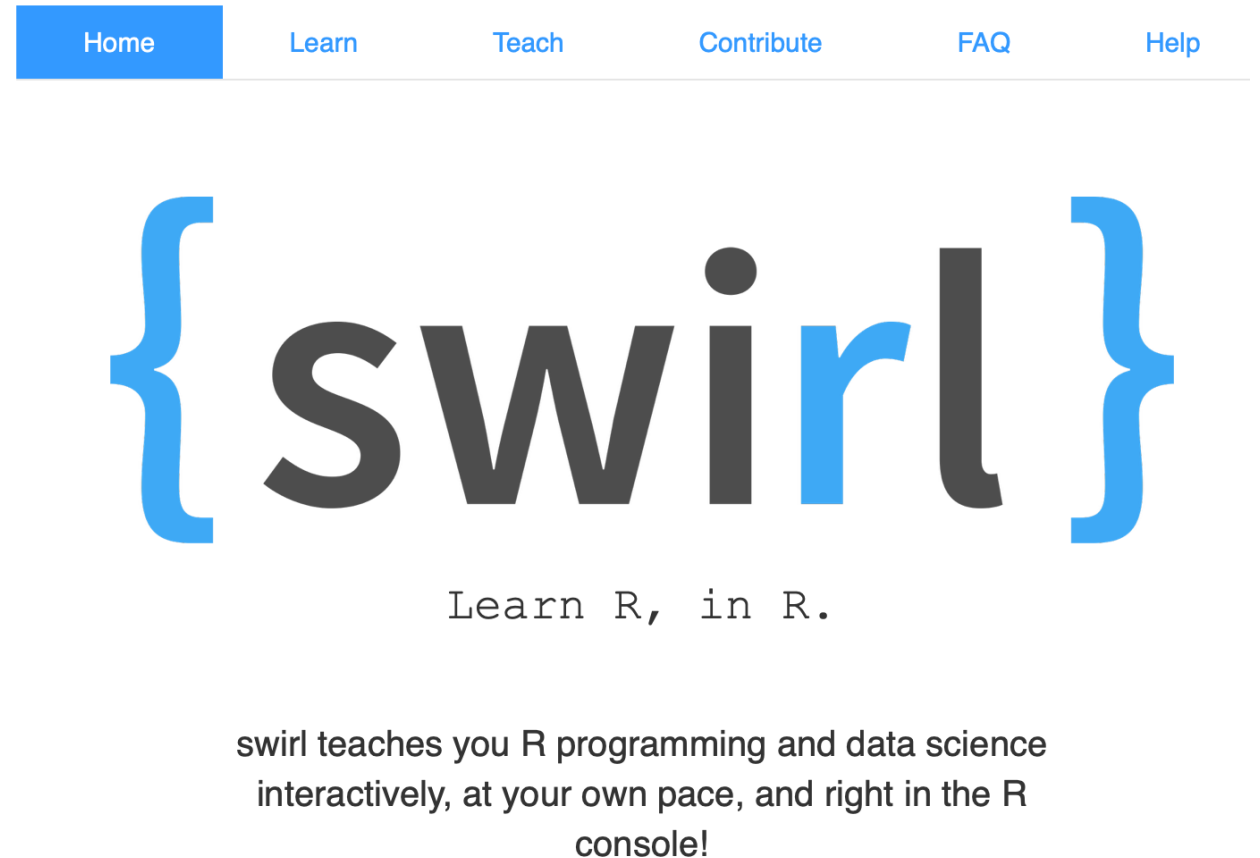 Home Learn Teach Contribute FAQ Help
{swirl}
Learn R, in R.
swirl teaches you R programming and data science
interactively, at your own pace, and right in the R
console!